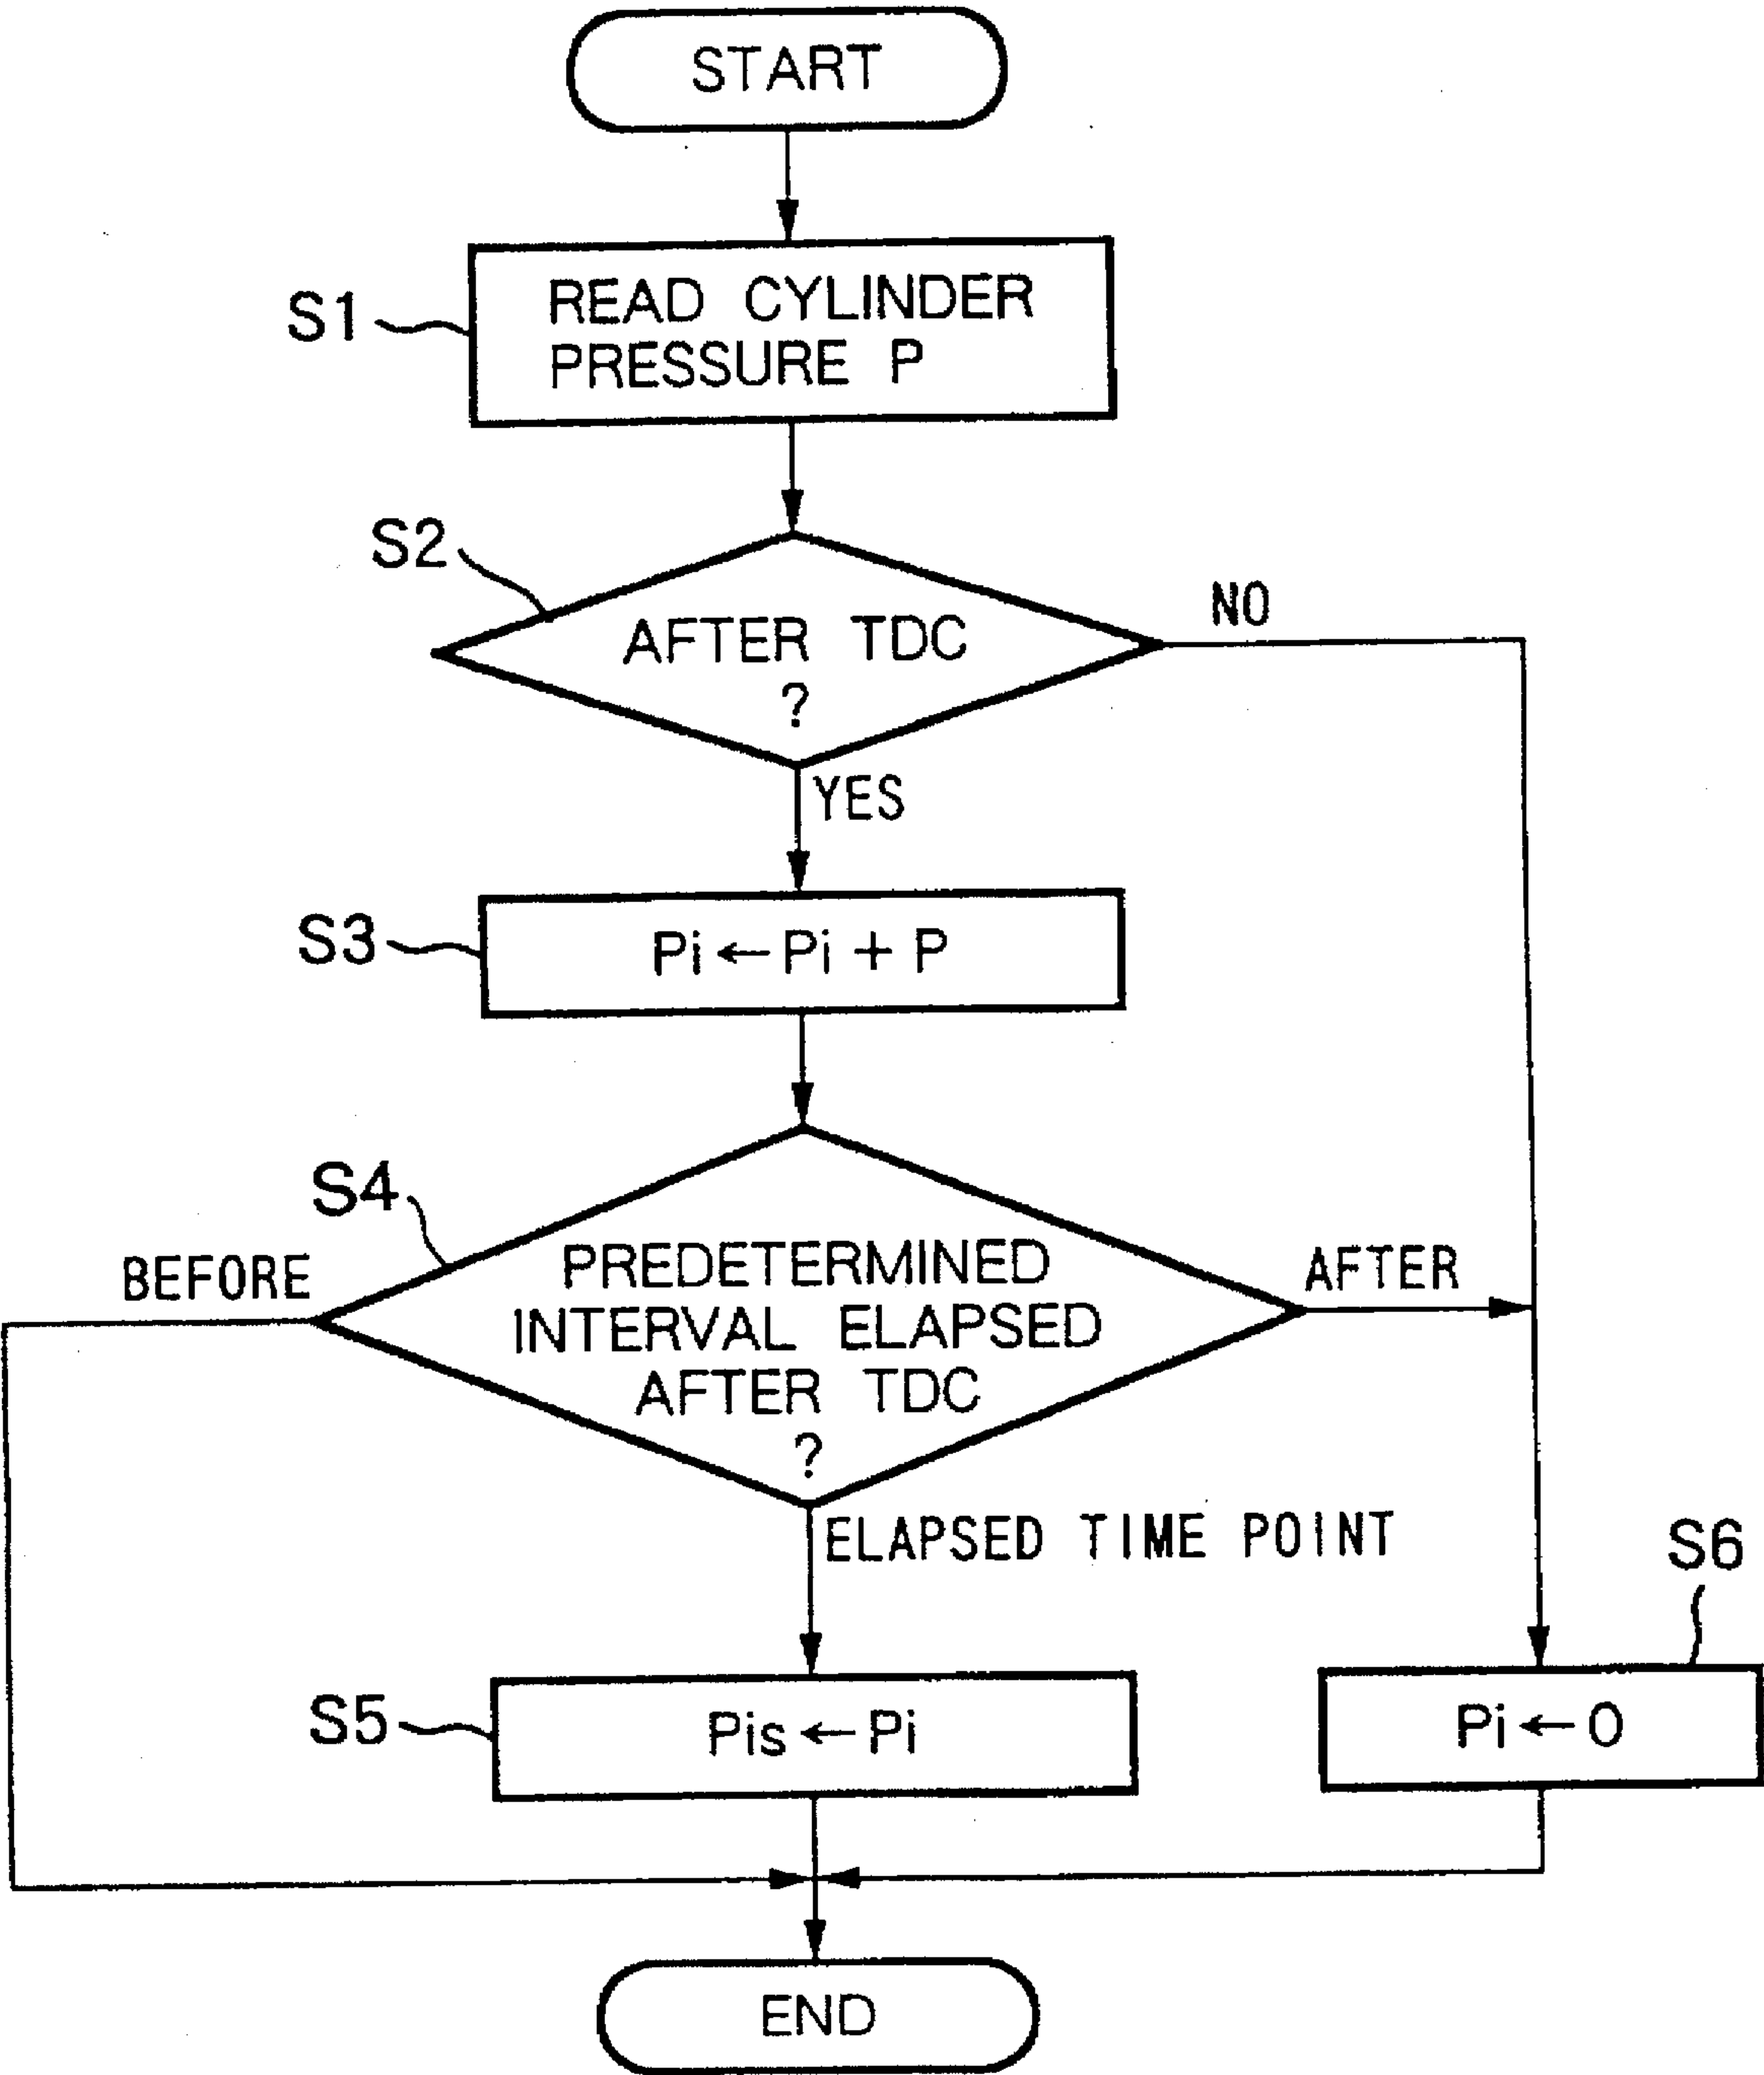 START
S1
READ CYLINDER
PRESSURE P
S2
AFTER TDC
?
NO
YES
S3
Pi ← Pi + P
S4
BEFORE
PREDETERMINED
INTERVAL ELAPSED
AFTER TDC
?
AFTER
ELAPSED TIME POINT
S5
Pis ← Pi
S6
Pi ← 0
END